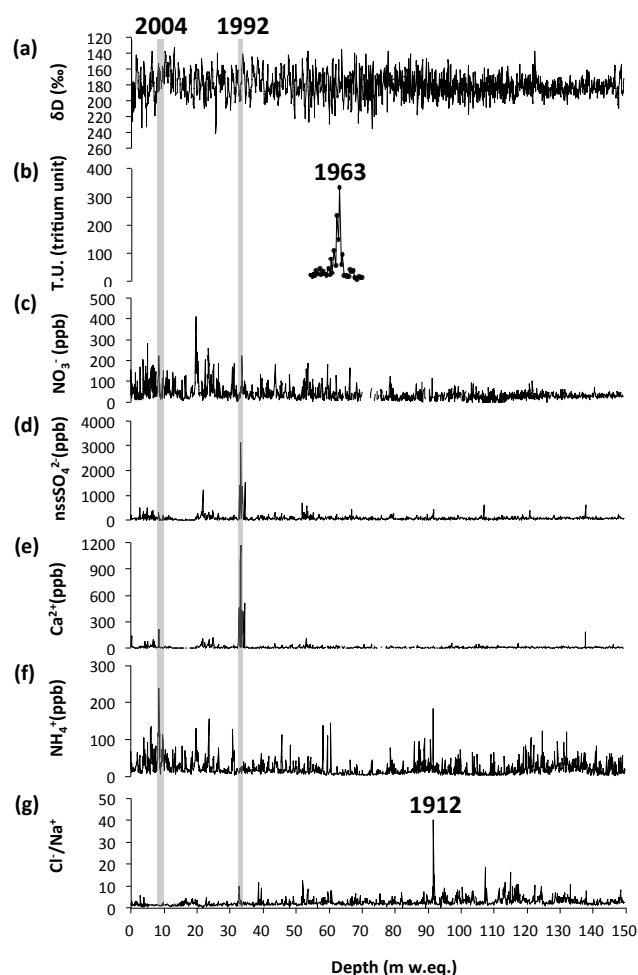 2004 1992
(a)
δD (‰)
120
140
160
180
200
220
240
260
(b)
T.U. (tritium unit)
400
300
200
100
0
1963
(c)
NO₃⁻ (ppb)
500
400
300
200
100
0
(d)
nssSO₄²⁻(ppb)
4000
3000
2000
1000
0
(e)
Ca²⁺(ppb)
1200
900
600
300
0
(f)
NH₄⁺(ppb)
300
200
100
0
(g)
Cl⁻/Na⁺
50
40
30
20
10
0
1912
0 10 20 30 40 50 60 70 80 90 100 110 120 130 140 150
Depth (m w.eq.)